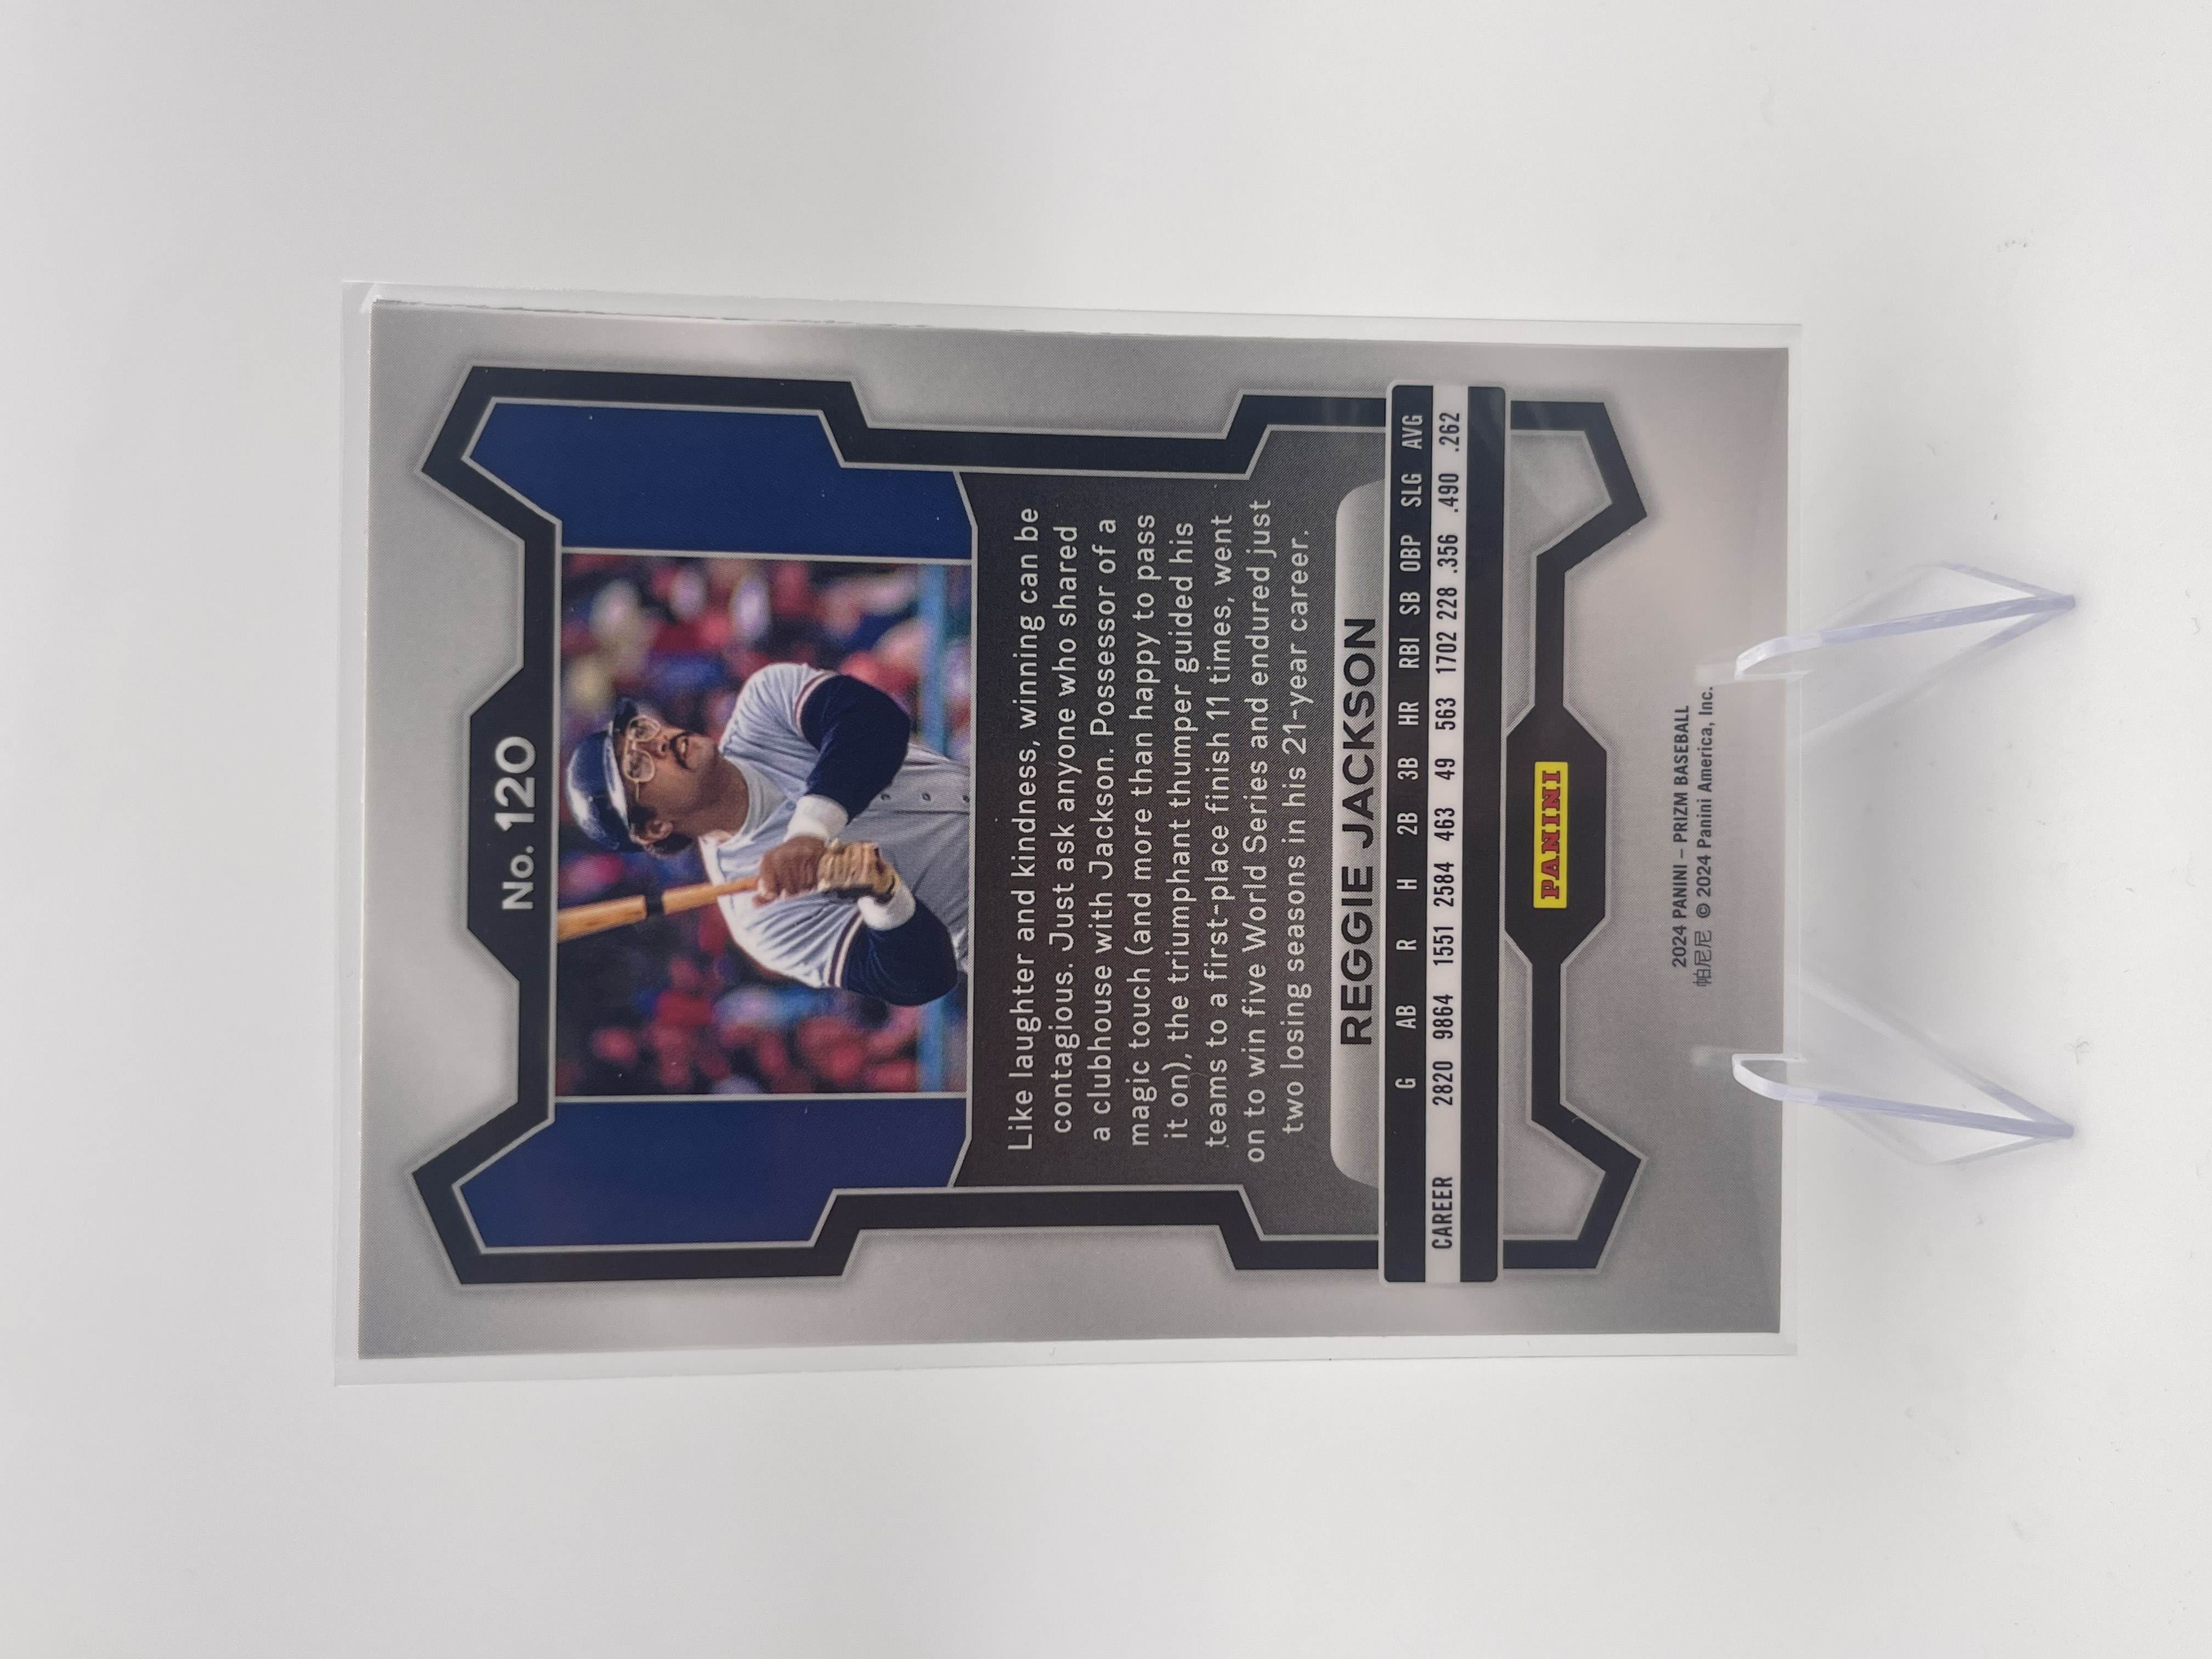 No. 120
Like laughter and kindness, winning can be
contagious. Just ask anyone who shared
a clubhouse with Jackson. Possessor of a
magic touch (and more than happy to pass
it on), the triumphant thumper guided his
teams to a first-place finish 11 times, went
on to win five World Series and endured just
two losing seasons in his 21-year career.
REGGIE JACKSON
G AB R H 2B 3B HR RBI SB OBP SLG AVG
CAREER 2820 9864 1551 2584 463 49 563 1702 228 .356 .490 .262
PANINI
2024 PANINI – PRIZM BASEBALL
帕尼尼 © 2024 Panini America, Inc.